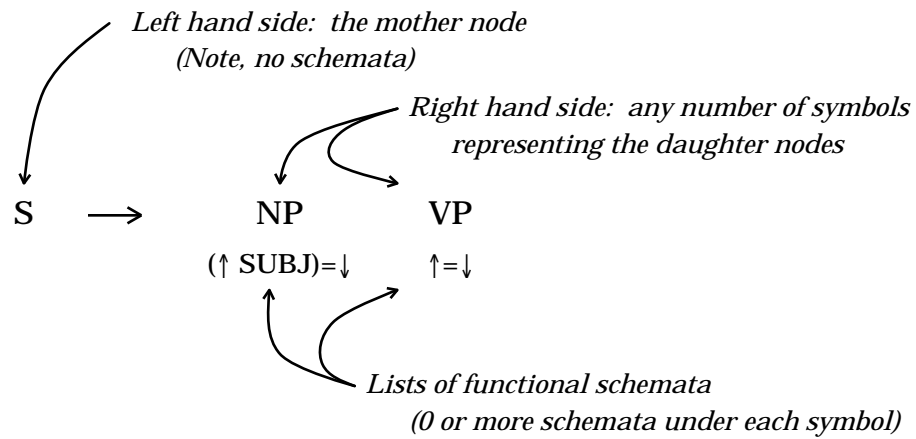 Left hand side: the mother node
(Note, no schemata)
Right hand side: any number of symbols
representing the daughter nodes
S → NP VP
(↑ SUBJ)=↓ ↑=↓
Lists of functional schemata
(0 or more schemata under each symbol)